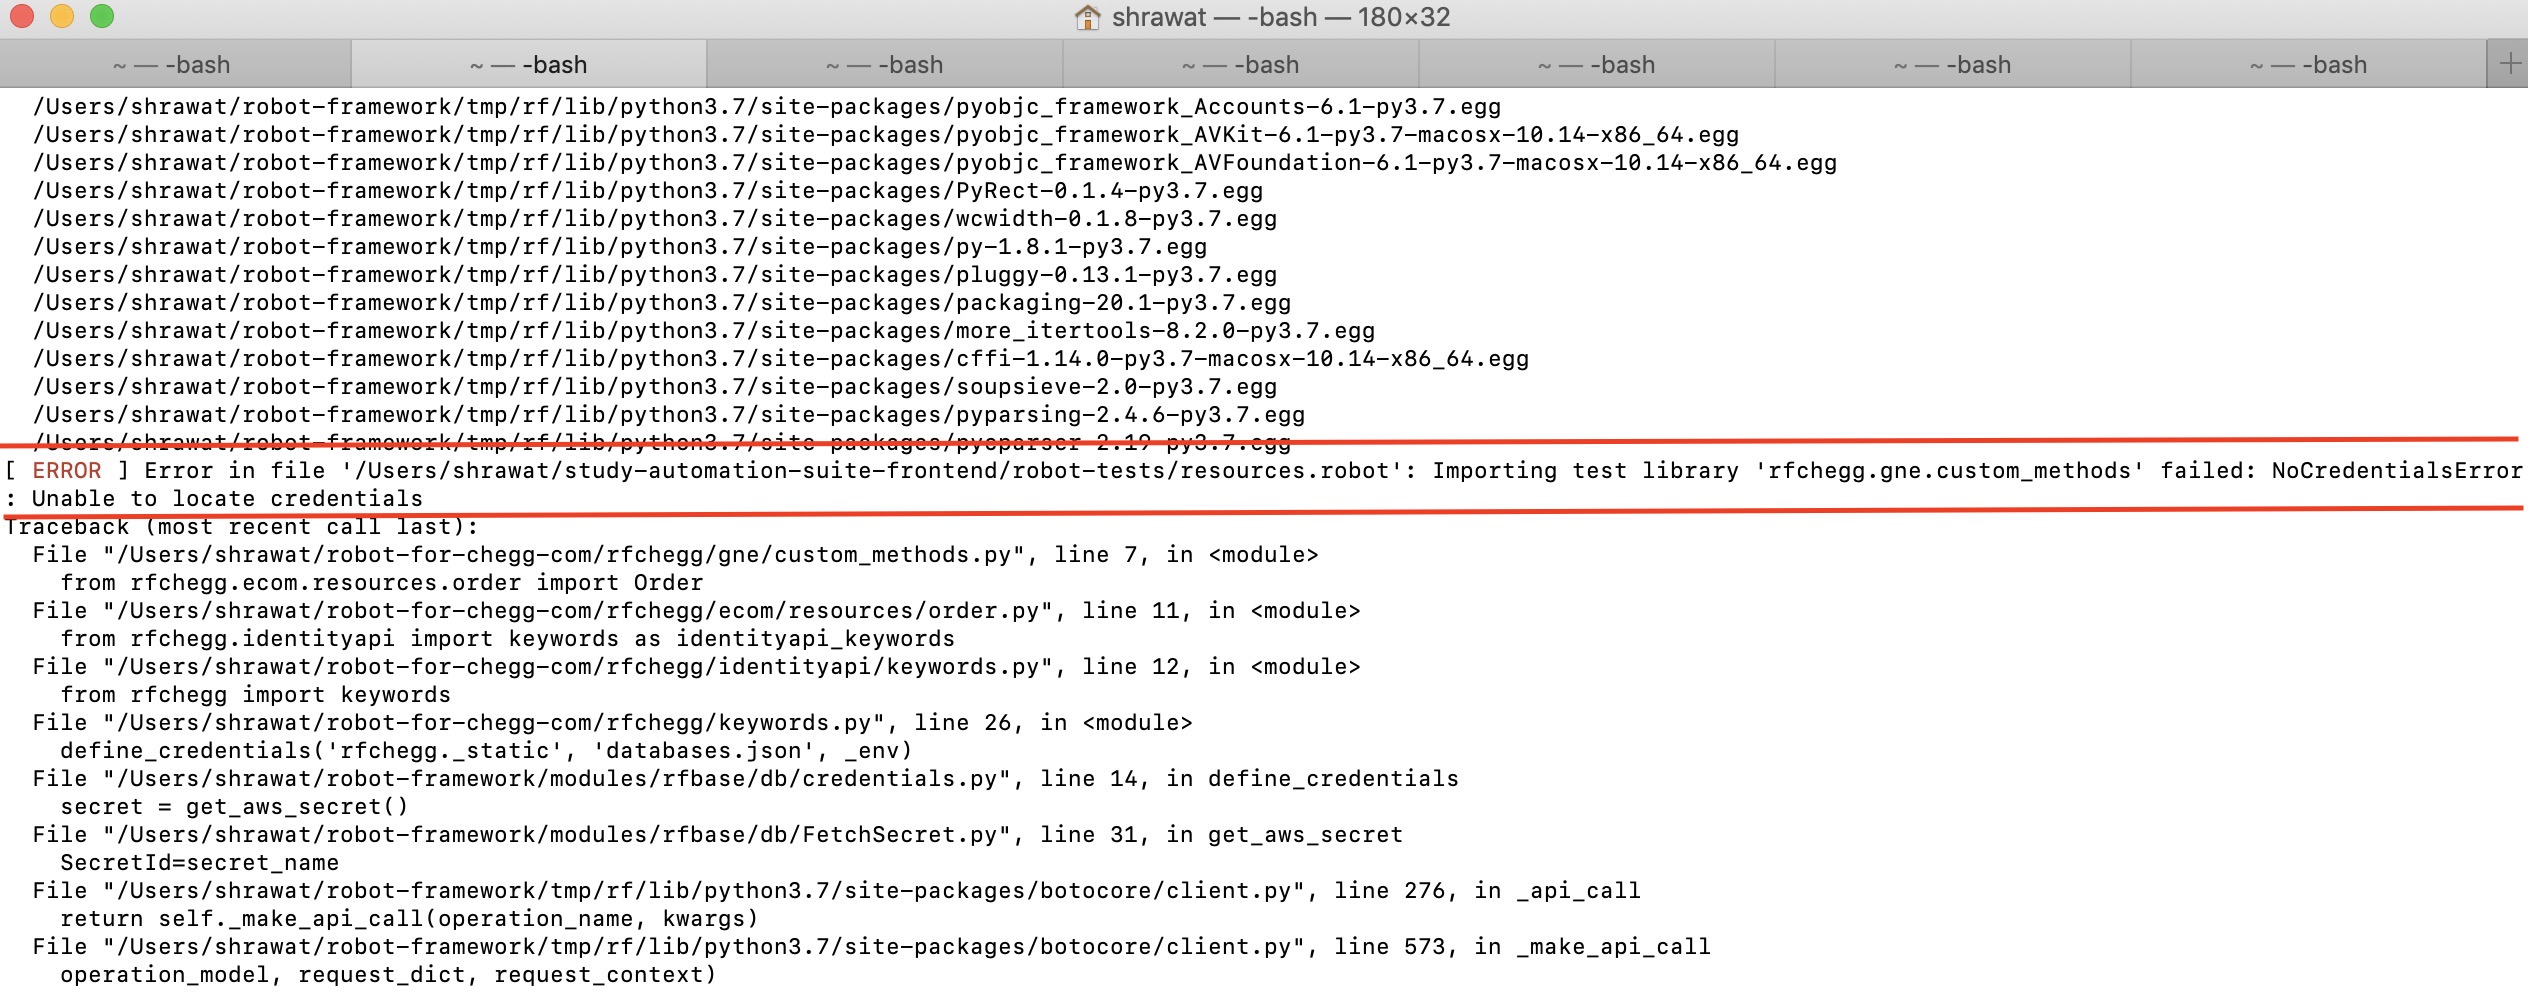 shrawat — -bash — 180×32
~ — -bash ~ — -bash ~ — -bash ~ — -bash ~ — -bash ~ — -bash ~ — -bash +
/Users/shrawat/robot-framework/tmp/rf/lib/python3.7/site-packages/pyobjc_framework_Accounts-6.1-py3.7.egg
/Users/shrawat/robot-framework/tmp/rf/lib/python3.7/site-packages/pyobjc_framework_AVKit-6.1-py3.7-macosx-10.14-x86_64.egg
/Users/shrawat/robot-framework/tmp/rf/lib/python3.7/site-packages/pyobjc_framework_AVFoundation-6.1-py3.7-macosx-10.14-x86_64.egg
/Users/shrawat/robot-framework/tmp/rf/lib/python3.7/site-packages/PyRect-0.1.4-py3.7.egg
/Users/shrawat/robot-framework/tmp/rf/lib/python3.7/site-packages/wcwidth-0.1.8-py3.7.egg
/Users/shrawat/robot-framework/tmp/rf/lib/python3.7/site-packages/py-1.8.1-py3.7.egg
/Users/shrawat/robot-framework/tmp/rf/lib/python3.7/site-packages/pluggy-0.13.1-py3.7.egg
/Users/shrawat/robot-framework/tmp/rf/lib/python3.7/site-packages/packaging-20.1-py3.7.egg
/Users/shrawat/robot-framework/tmp/rf/lib/python3.7/site-packages/more_itertools-8.2.0-py3.7.egg
/Users/shrawat/robot-framework/tmp/rf/lib/python3.7/site-packages/cffi-1.14.0-py3.7-macosx-10.14-x86_64.egg
/Users/shrawat/robot-framework/tmp/rf/lib/python3.7/site-packages/soupsieve-2.0-py3.7.egg
/Users/shrawat/robot-framework/tmp/rf/lib/python3.7/site-packages/pyparsing-2.4.6-py3.7.egg
/Users/shrawat/robot-framework/tmp/rf/lib/python3.7/site-packages/pycparser-2.19-py3.7.egg
[ ERROR ] Error in file '/Users/shrawat/study-automation-suite-frontend/robot-tests/resources.robot': Importing test library 'rfchegg.gne.custom_methods' failed: NoCredentialsError
: Unable to locate credentials
Traceback (most recent call last):
File "/Users/shrawat/robot-for-chegg-com/rfchegg/gne/custom_methods.py", line 7, in <module>
from rfchegg.ecom.resources.order import Order
File "/Users/shrawat/robot-for-chegg-com/rfchegg/ecom/resources/order.py", line 11, in <module>
from rfchegg.identityapi import keywords as identityapi_keywords
File "/Users/shrawat/robot-for-chegg-com/rfchegg/identityapi/keywords.py", line 12, in <module>
from rfchegg import keywords
File "/Users/shrawat/robot-for-chegg-com/rfchegg/keywords.py", line 26, in <module>
define_credentials('rfchegg._static', 'databases.json', _env)
File "/Users/shrawat/robot-framework/modules/rfbase/db/credentials.py", line 14, in define_credentials
secret = get_aws_secret()
File "/Users/shrawat/robot-framework/modules/rfbase/db/FetchSecret.py", line 31, in get_aws_secret
SecretId=secret_name
File "/Users/shrawat/robot-framework/tmp/rf/lib/python3.7/site-packages/botocore/client.py", line 276, in _api_call
return self._make_api_call(operation_name, kwargs)
File "/Users/shrawat/robot-framework/tmp/rf/lib/python3.7/site-packages/botocore/client.py", line 573, in _make_api_call
operation_model, request_dict, request_context)